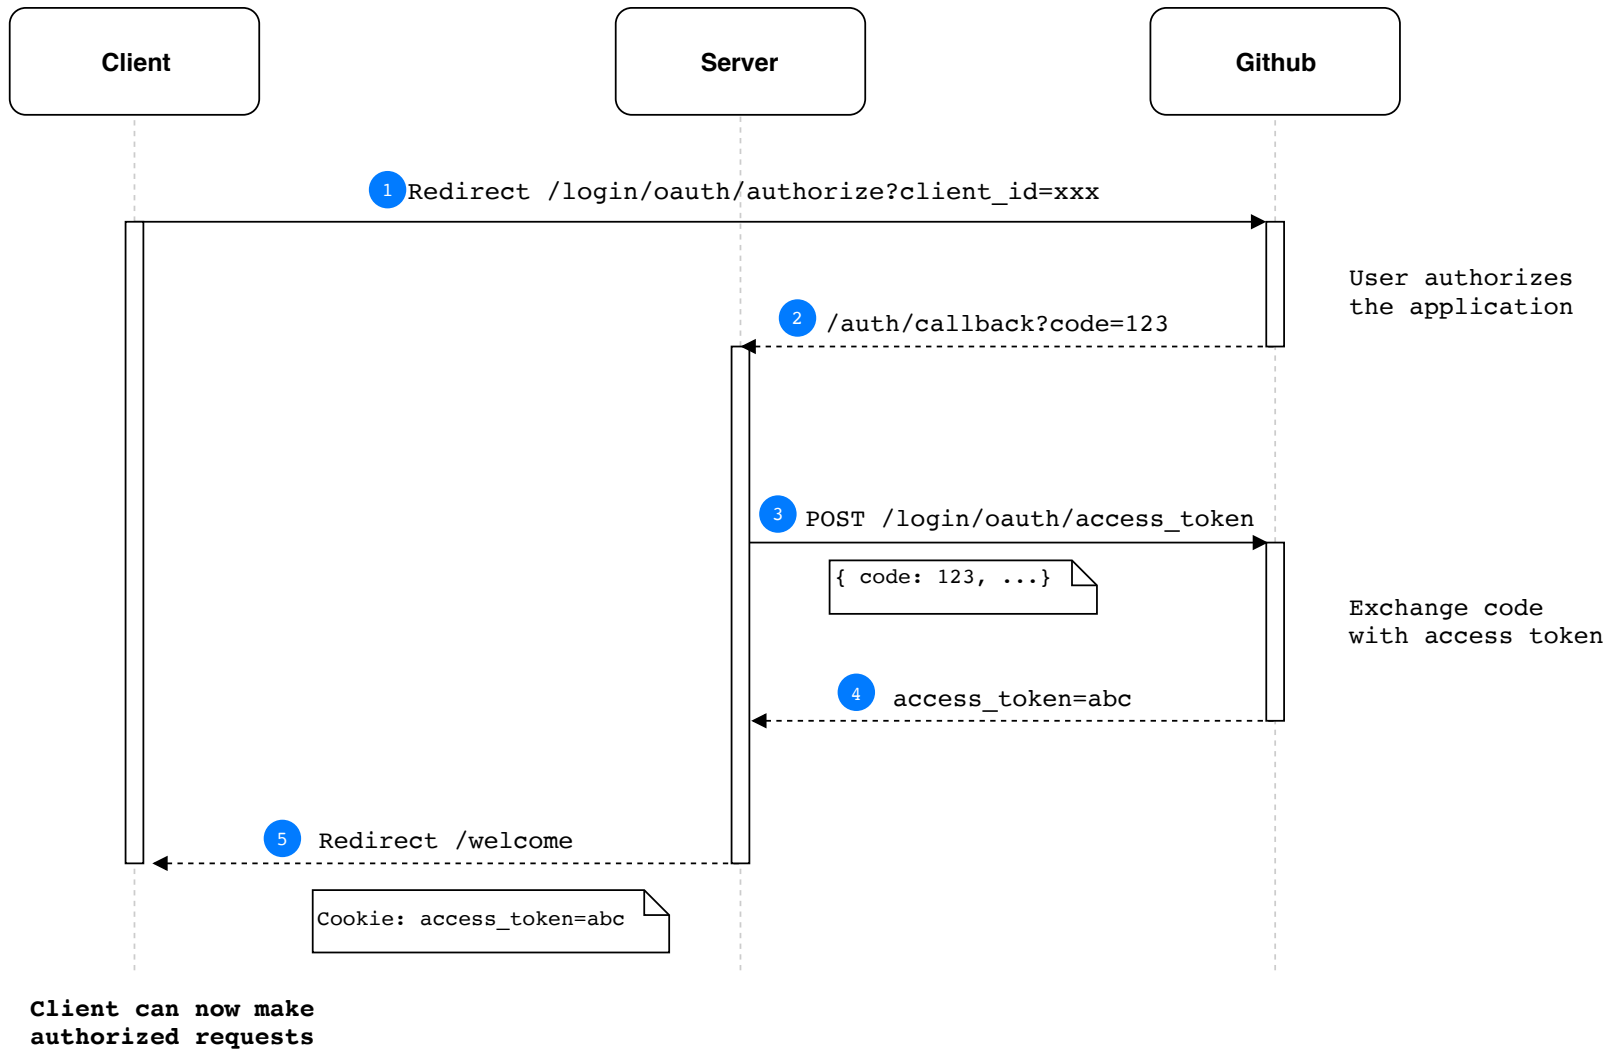 Client
Server
Github
1 Redirect /login/oauth/authorize?client_id=xxx
User authorizes
the application
2 /auth/callback?code=123
3 POST /login/oauth/access_token
{ code: 123, ...}
Exchange code
with access token
4 access_token=abc
5 Redirect /welcome
Cookie: access_token=abc
Client can now make
authorized requests